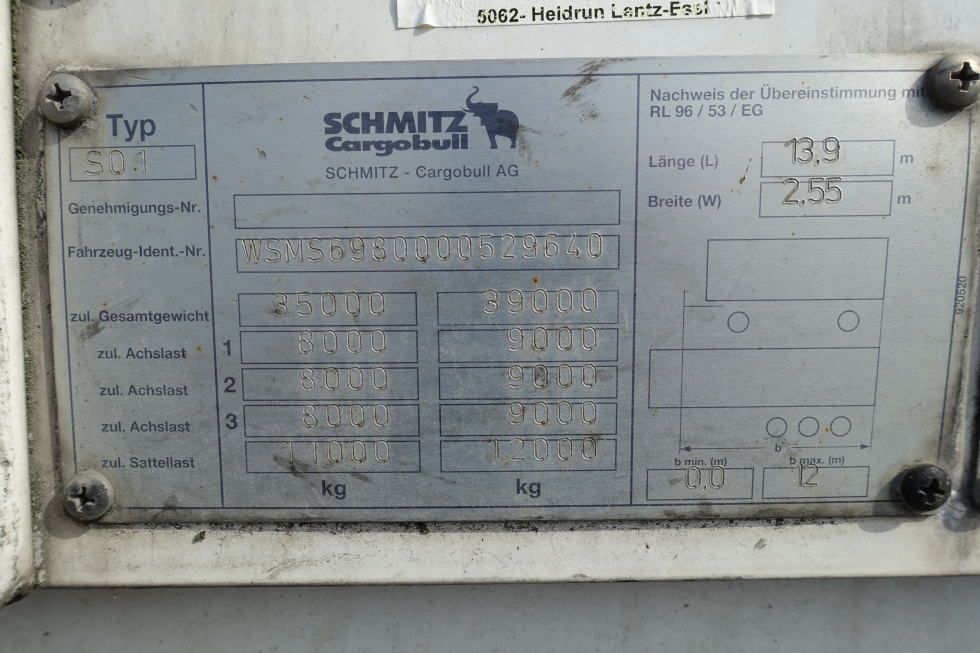 5062- Heidrun Lentz-Essl
Typ
S01
SCHMITZ
Cargobull
SCHMITZ - Cargobull AG
Genehmigungs-Nr.
Fahrzeug-Ident.-Nr. WSMS6980000529640
zul. Gesamtgewicht 35000 39000
zul. Achslast 1 8000 9000
zul. Achslast 2 8000 9000
zul. Achslast 3 8000 9000
zul. Sattellast 11000 12000
kg kg
Nachweis der Übereinstimmung mit
RL 96 / 53 / EG
Länge (L) 13,9 m
Breite (W) 2,55 m
b
b min. (m) b max. (m)
0,0 12
920520